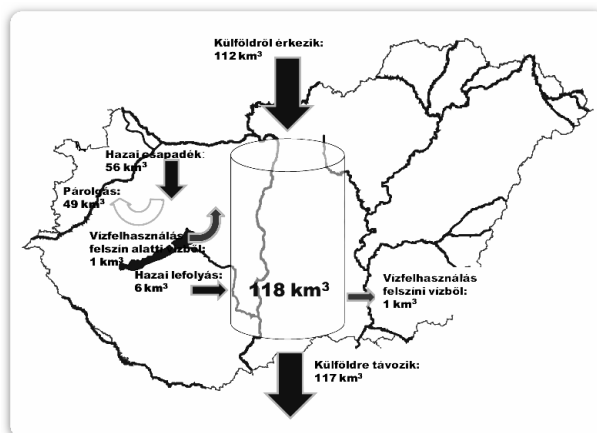 Külföldről érkezik:
112 km³
Hazai csapadék:
56 km³
Párolgás:
49 km³
Vízfelhasználás
felszín alatti vízből:
1 km³
Hazai lefolyás:
6 km³
118 km³
Vízfelhasználás
felszíni vízből:
1 km³
Külföldre távozik:
117 km³